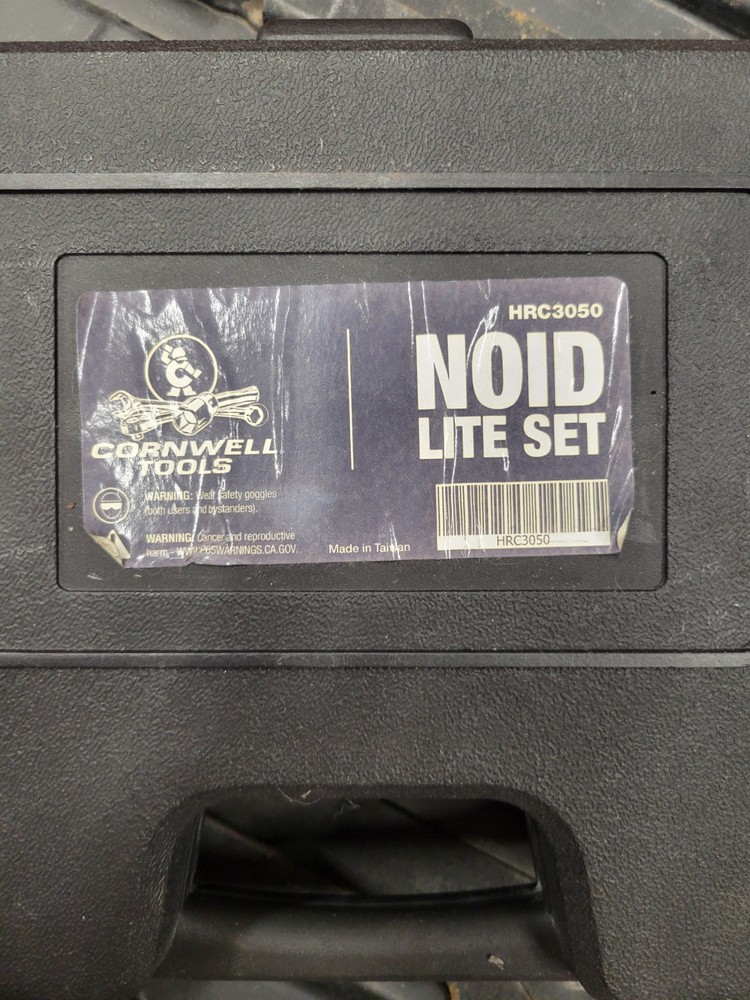 HRC3050
NOID
LITE SET
C
CORNWELL
TOOLS
WARNING: Wear safety goggles
(both users and bystanders).
WARNING: Cancer and reproductive
harm - WWW.P65WARNINGS.CA.GOV.
Made in Taiwan
HRC3050